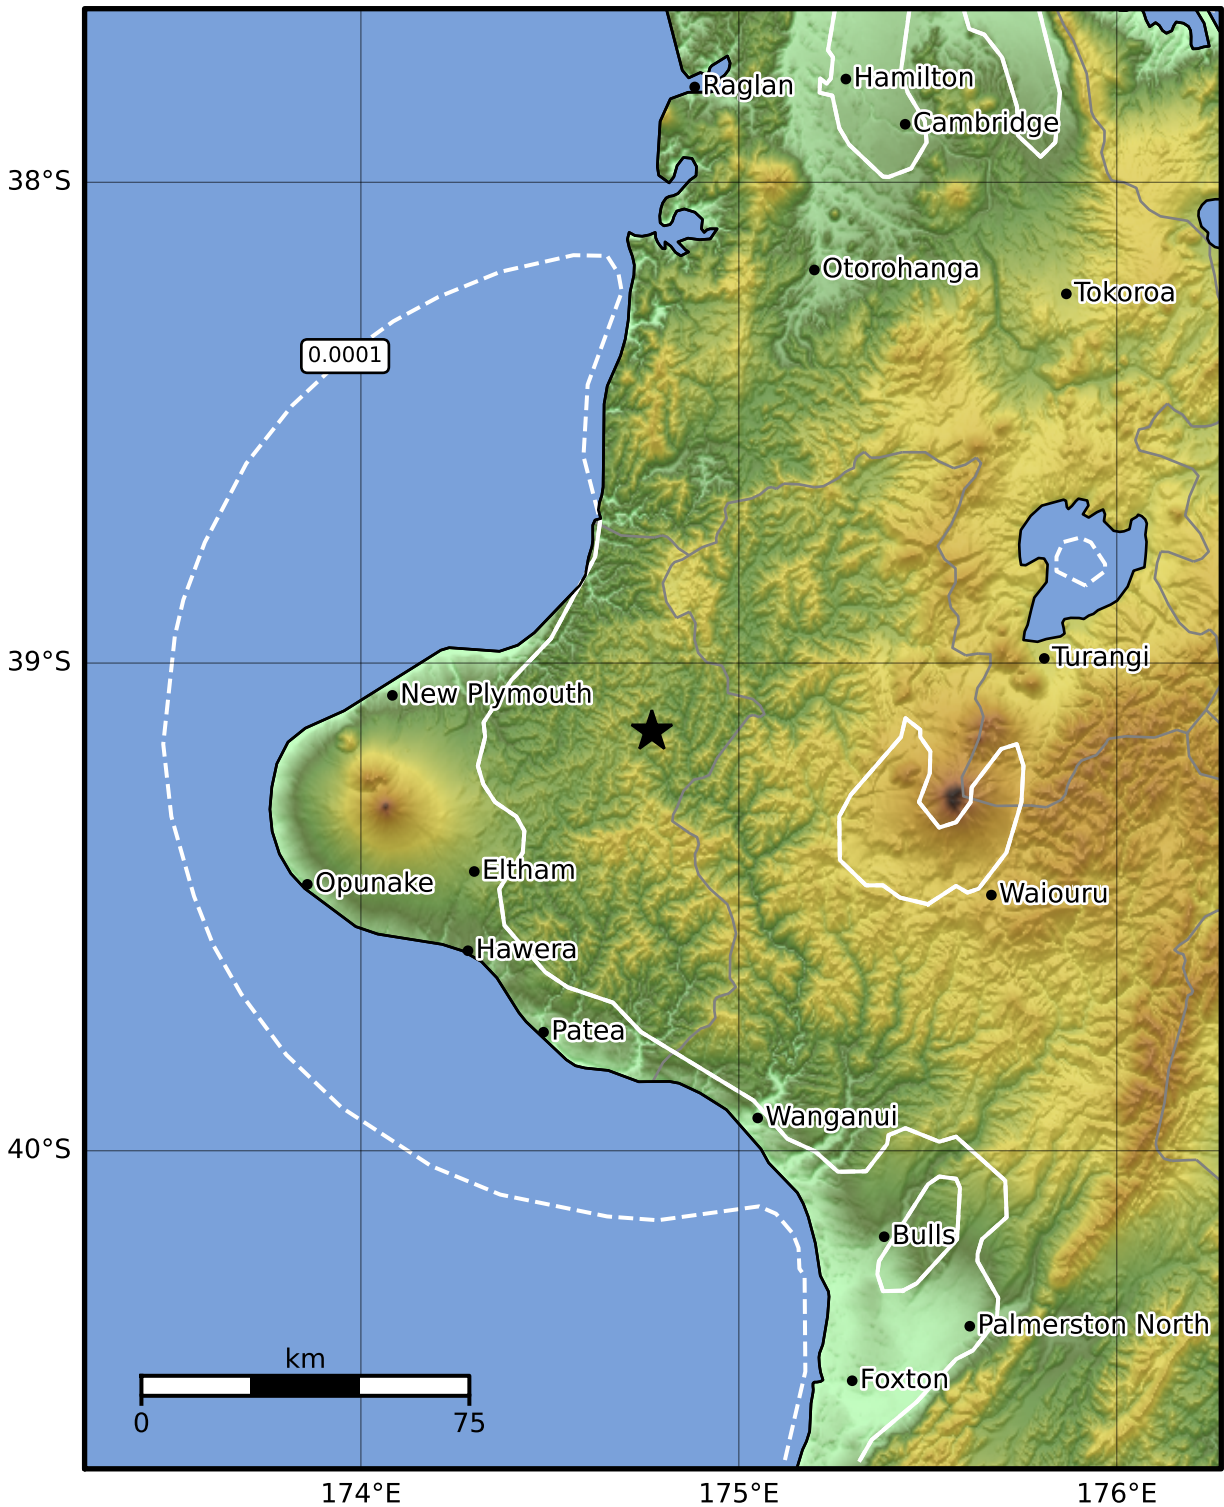 Raglan
Hamilton
Cambridge
38°S
Otorohanga
Tokoroa
0.0001
39°S
Turangi
New Plymouth
Eltham
Opunake
Waiouru
Hawera
Patea
Wanganui
40°S
Bulls
Palmerston North
km
Foxton
0 75
174°E 175°E 176°E